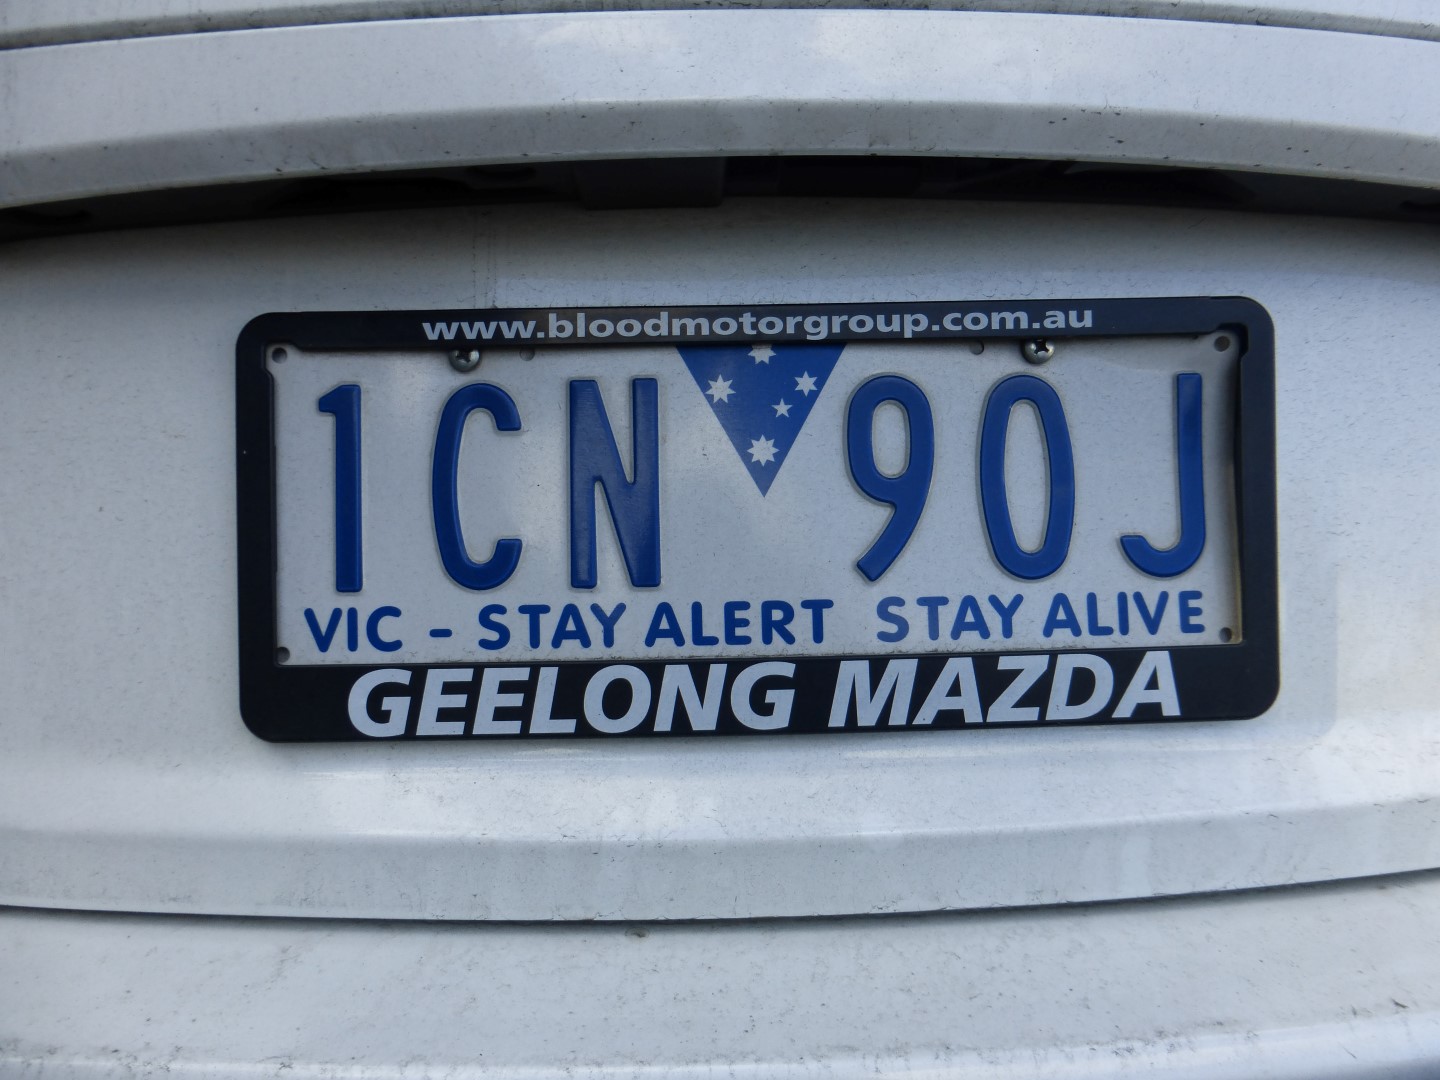 www.bloodmotorgroup.com.au
1CN 90J
VIC - STAY ALERT STAY ALIVE
GEELONG MAZDA